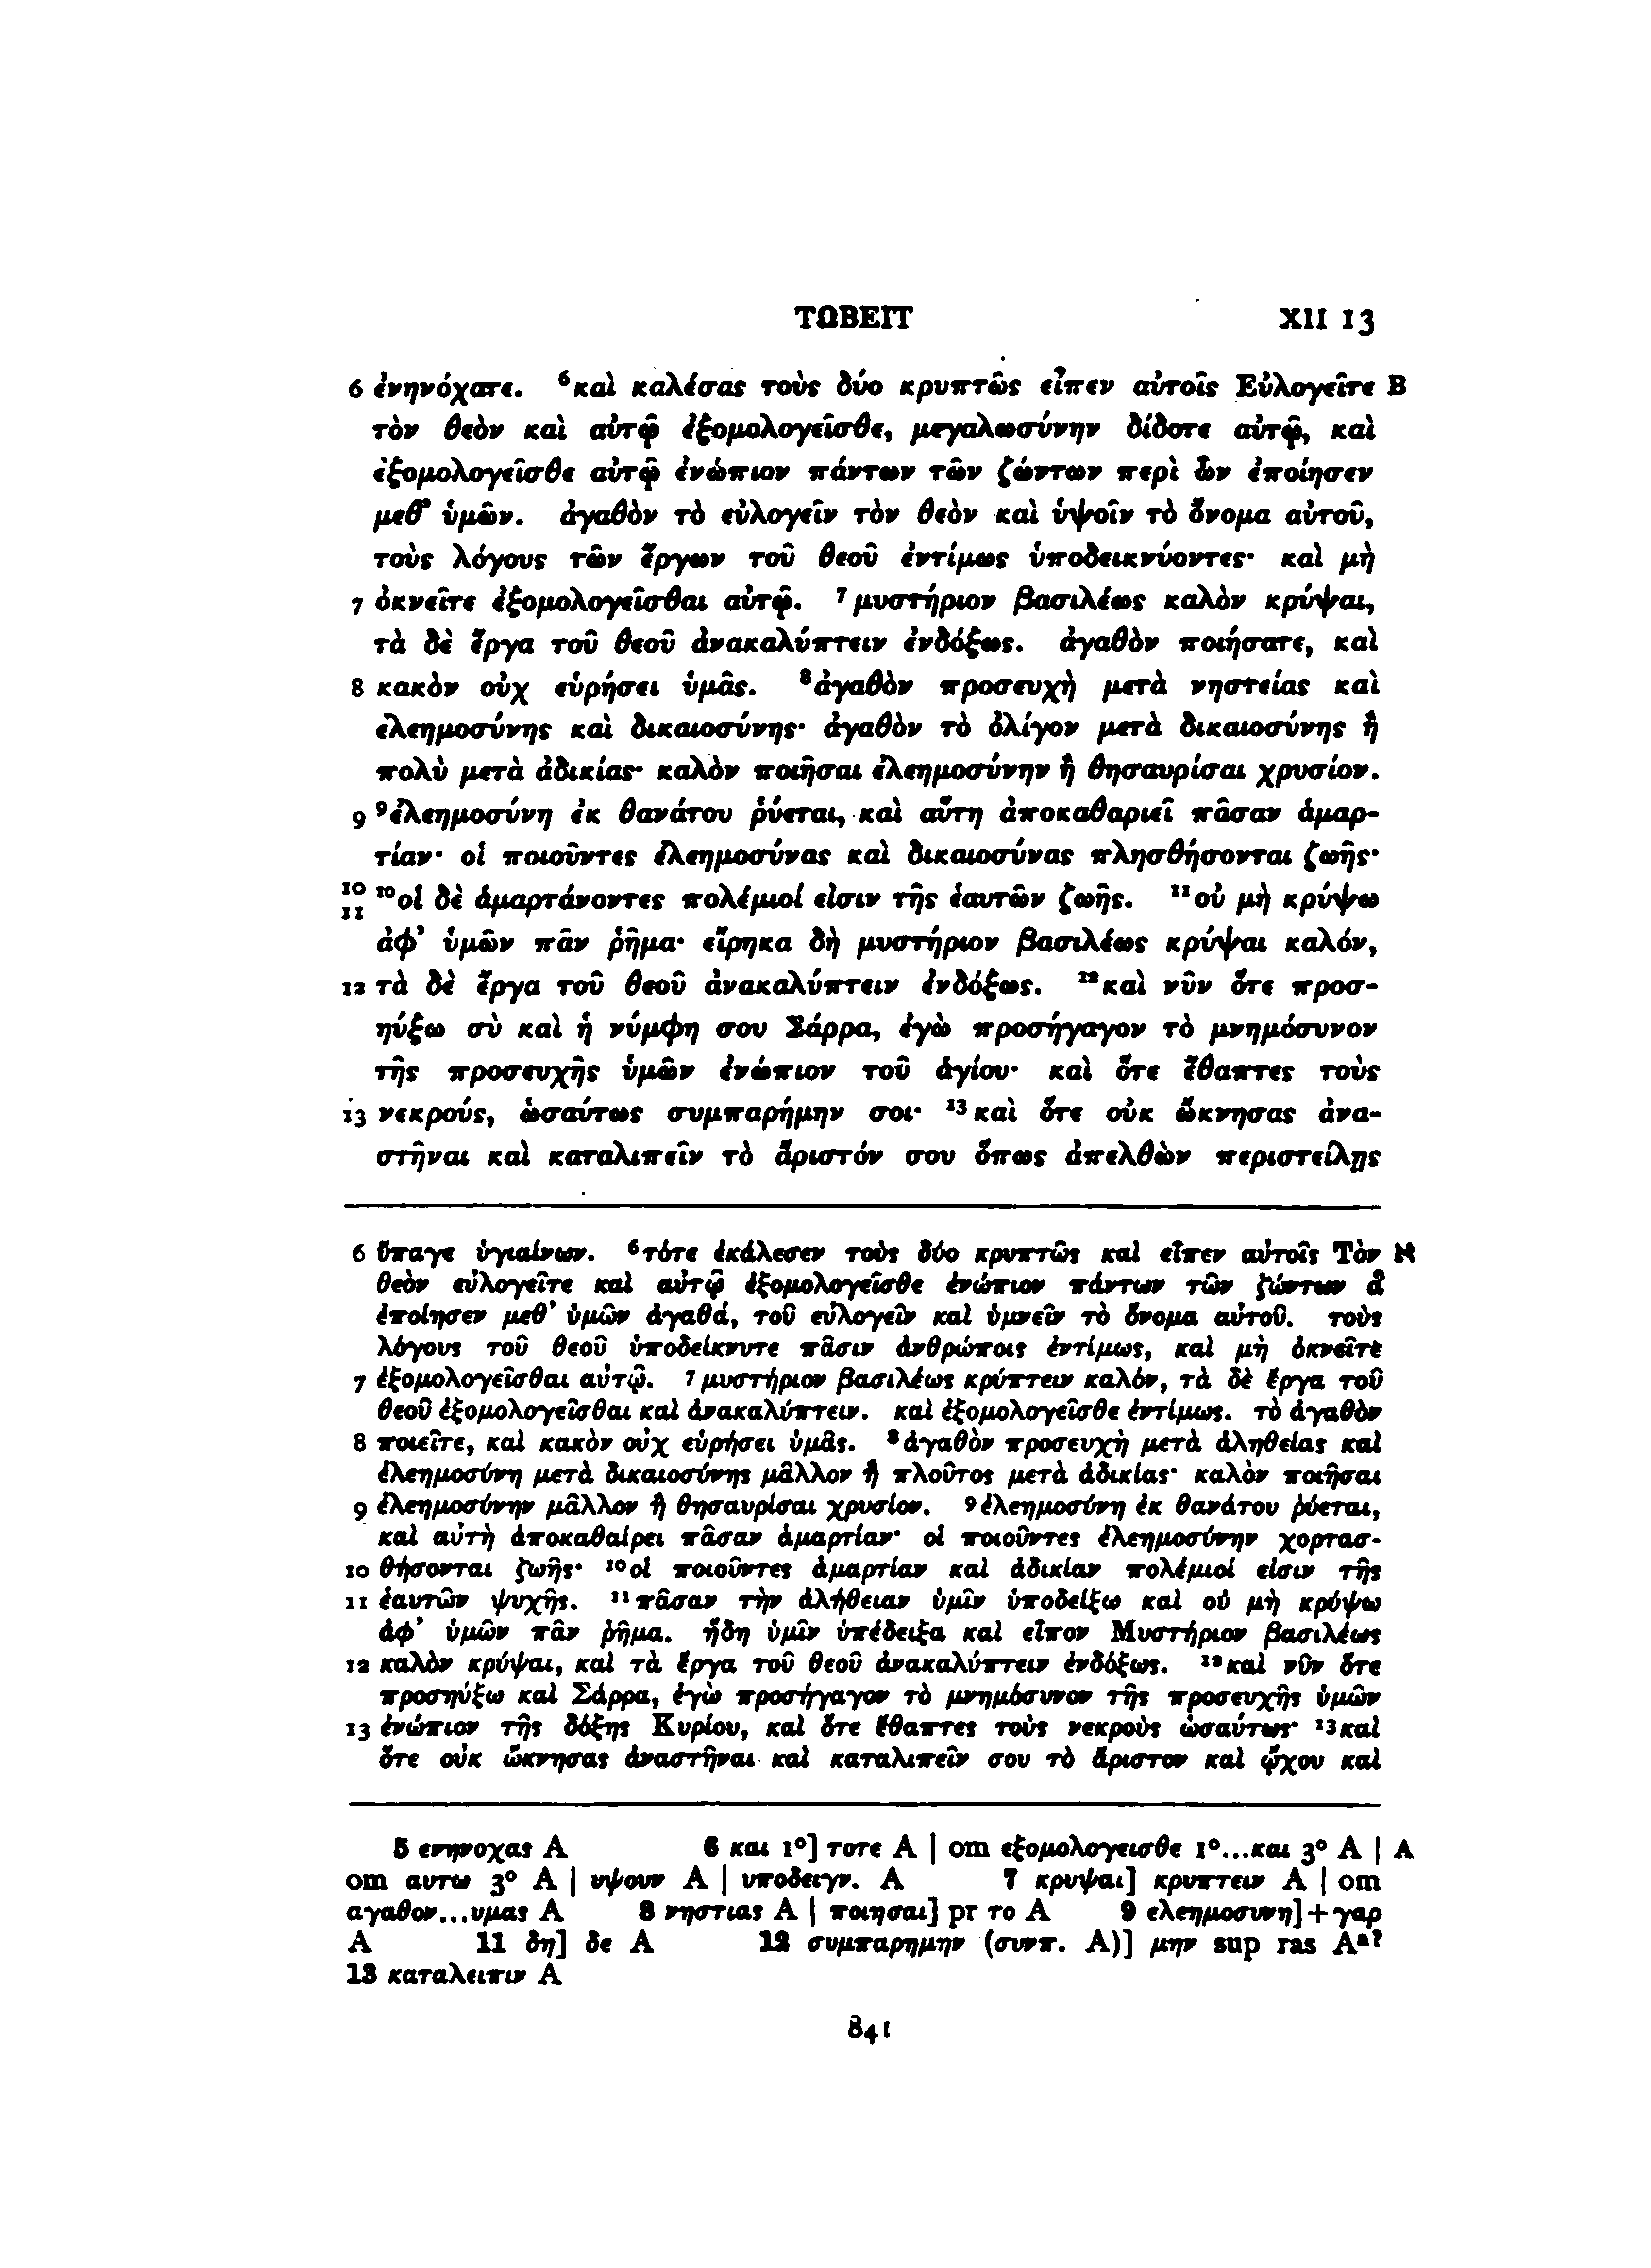 ΤΩΒΕΙΤ XII 13
6 ἐνηνόχατε. ⁶καὶ καλέσας τοὺς δύο κρυπτῶς εἶπεν αὐτοῖς Εὐλογεῖτε B
τὸν θεὸν καὶ αὐτῷ ἐξομολογεῖσθε, μεγαλωσύνην δίδοτε αὐτῷ, καὶ
ἐξομολογεῖσθε αὐτῷ ἐνώπιον πάντων τῶν ζώντων περὶ ὧν ἐποίησεν
μεθ’ ὑμῶν. ἀγαθὸν τὸ εὐλογεῖν τὸν θεὸν καὶ ὑψοῖν τὸ ὄνομα αὐτοῦ,
τοὺς λόγους τῶν ἔργων τοῦ θεοῦ ἐντίμως ὑποδεικνύοντες· καὶ μὴ
7 ὀκνεῖτε ἐξομολογεῖσθαι αὐτῷ. ⁷μυστήριον βασιλέως καλὸν κρύψαι,
τὰ δὲ ἔργα τοῦ θεοῦ ἀνακαλύπτειν ἐνδόξως. ἀγαθὸν ποιήσατε, καὶ
8 κακὸν οὐχ εὑρήσει ὑμᾶς. ⁸ἀγαθὸν προσευχὴ μετὰ νηστείας καὶ
ἐλεημοσύνης καὶ δικαιοσύνης· ἀγαθὸν τὸ ὀλίγον μετὰ δικαιοσύνης ἢ
πολὺ μετὰ ἀδικίας· καλὸν ποιῆσαι ἐλεημοσύνην ἢ θησαυρίσαι χρυσίον.
9 ⁹ἐλεημοσύνη ἐκ θανάτου ῥύεται, καὶ αὕτη ἀποκαθαριεῖ πᾶσαν ἁμαρ-
τίαν· οἱ ποιοῦντες ἐλεημοσύνας καὶ δικαιοσύνας πλησθήσονται ζωῆς·
10 11 ¹⁰οἱ δὲ ἁμαρτάνοντες πολέμιοί εἰσιν τῆς ἑαυτῶν ζωῆς. ¹¹οὐ μὴ κρύψω
ἀφ’ ὑμῶν πᾶν ῥῆμα· εἴρηκα δὴ μυστήριον βασιλέως κρύψαι καλόν,
12 τὰ δὲ ἔργα τοῦ θεοῦ ἀνακαλύπτειν ἐνδόξως. ¹²καὶ νῦν ὅτε προσ-
ηύξω σὺ καὶ ἡ νύμφη σου Σάρρα, ἐγὼ προσήγαγον τὸ μνημόσυνον
τῆς προσευχῆς ὑμῶν ἐνώπιον τοῦ ἁγίου· καὶ ὅτε ἔθαπτες τοὺς
13 νεκρούς, ὡσαύτως συμπαρήμην σοι· ¹³καὶ ὅτε οὐκ ὤκνησας ἀνα-
στῆναι καὶ καταλιπεῖν τὸ ἄριστόν σου ὅπως ἀπελθὼν περιστείλῃς
6 ὕπαγε ὑγιαίνων. ⁶τότε ἐκάλεσεν τοὺς δύο κρυπτῶς καὶ εἶπεν αὐτοῖς Τὸν א
θεὸν εὐλογεῖτε καὶ αὐτῷ ἐξομολογεῖσθε ἐνώπιον πάντων τῶν ζώντων ἃ
ἐποίησεν μεθ’ ὑμῶν ἀγαθά, τοῦ εὐλογεῖν καὶ ὑμνεῖν τὸ ὄνομα αὐτοῦ. τοὺς
λόγους τοῦ θεοῦ ὑποδείκνυτε πᾶσιν ἀνθρώποις ἐντίμως, καὶ μὴ ὀκνεῖτε
7 ἐξομολογεῖσθαι αὐτῷ. ⁷μυστήριον βασιλέως κρύπτειν καλόν, τὰ δὲ ἔργα τοῦ
θεοῦ ἐξομολογεῖσθαι καὶ ἀνακαλύπτειν. καὶ ἐξομολογεῖσθε ἐντίμως. τὸ ἀγαθὸν
8 ποιεῖτε, καὶ κακὸν οὐχ εὑρήσει ὑμᾶς. ⁸ἀγαθὸν προσευχὴ μετὰ ἀληθείας καὶ
ἐλεημοσύνη μετὰ δικαιοσύνης μᾶλλον ἢ πλοῦτος μετὰ ἀδικίας· καλὸν ποιῆσαι
9 ἐλεημοσύνην μᾶλλον ἢ θησαυρίσαι χρυσίον. ⁹ἐλεημοσύνη ἐκ θανάτου ῥύεται,
καὶ αὐτὴ ἀποκαθαίρει πᾶσαν ἁμαρτίαν· οἱ ποιοῦντες ἐλεημοσύνην χορτασ-
10 θήσονται ζωῆς· ¹⁰οἱ ποιοῦντες ἁμαρτίαν καὶ ἀδικίαν πολέμιοί εἰσιν τῆς
11 ἑαυτῶν ψυχῆς. ¹¹πᾶσαν τὴν ἀλήθειαν ὑμῖν ὑποδείξω καὶ οὐ μὴ κρύψω
ἀφ’ ὑμῶν πᾶν ῥῆμα. ἤδη ὑμῖν ὑπέδειξα καὶ εἶπον Μυστήριον βασιλέως
12 καλὸν κρύψαι, καὶ τὰ ἔργα τοῦ θεοῦ ἀνακαλύπτειν ἐνδόξως. ¹²καὶ νῦν ὅτε
προσηύξω καὶ Σάρρα, ἐγὼ προσήγαγον τὸ μνημόσυνον τῆς προσευχῆς ὑμῶν
13 ἐνώπιον τῆς δόξης Κυρίου, καὶ ὅτε ἔθαπτες τοὺς νεκροὺς ὡσαύτως· ¹³καὶ
ὅτε οὐκ ὤκνησας ἀναστῆναι καὶ καταλιπεῖν σου τὸ ἄριστον καὶ ᾤχου καὶ
5 ενηνοχας A 6 και 1°] τοτε A | om εξομολογεισθε 1°...και 3° A | A
om αυτω 3° A | υψουν A | υποδειγν. A 7 κρυψαι] κρυπτειν A | om
αγαθον...υμας A 8 νηστιας A | ποιησαι] pr το A 9 ελεημοσυνη]+γαρ
A 11 δη] δε A 12 συμπαρημην (συνπ. A)] μην sup ras Aᵃ?
13 καταλειπιν A
841